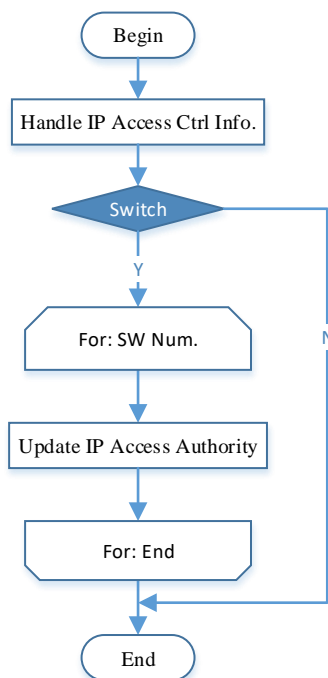 Begin
Handle IP Access Ctrl Info.
Switch
Y
N
For: SW Num.
Update IP Access Authority
For: End
End